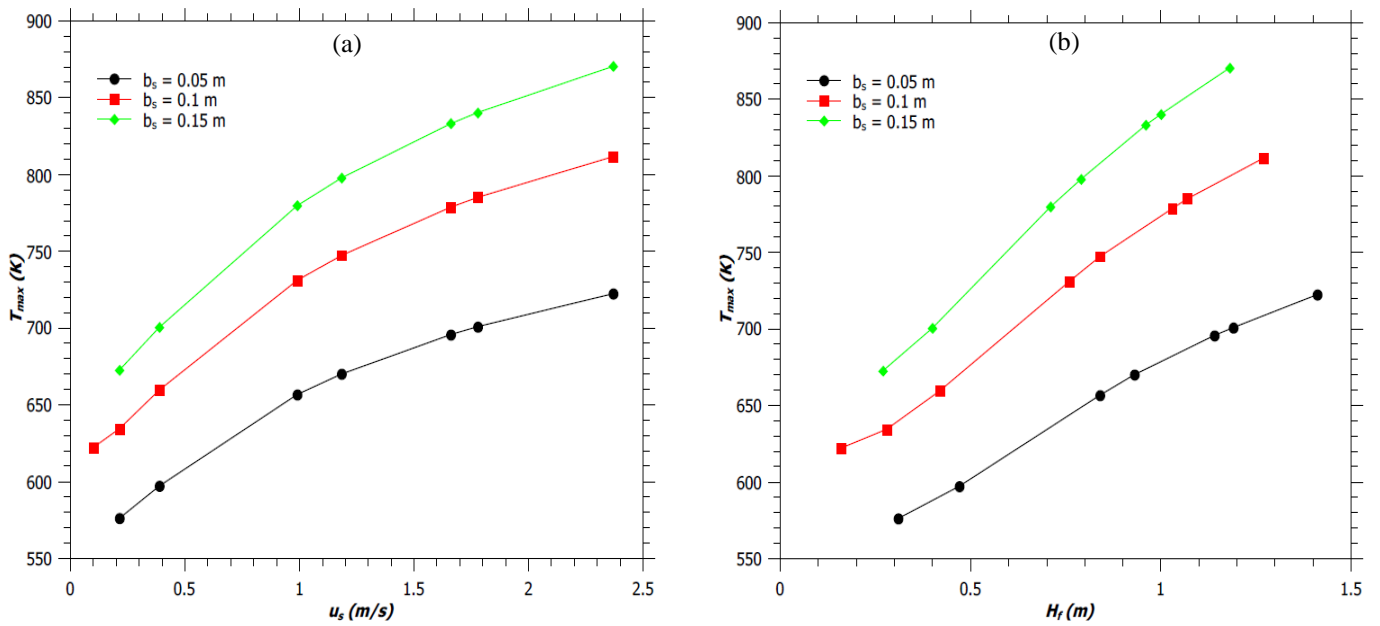 (a)
b_s = 0.05 m
b_s = 0.1 m
b_s = 0.15 m
T_max (K)
900
850
800
750
700
650
600
550
0 0.5 1 1.5 2 2.5
u_s (m/s)
(b)
b_s = 0.05 m
b_s = 0.1 m
b_s = 0.15 m
T_max (K)
900
850
800
750
700
650
600
550
0 0.5 1 1.5
H_f (m)